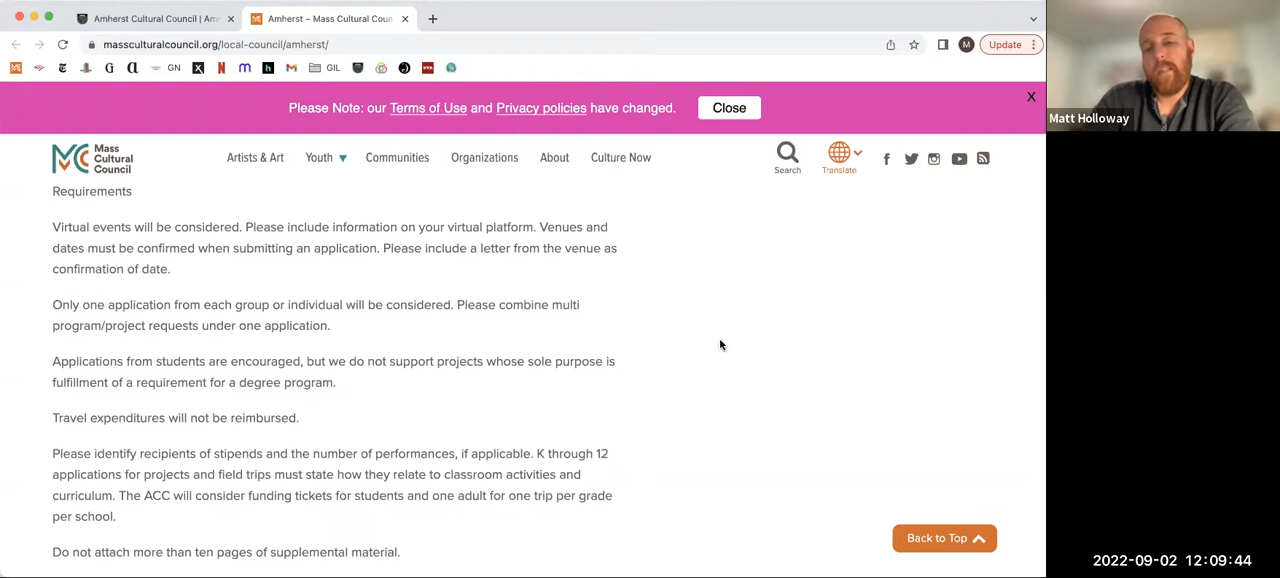 Amherst Cultural Council | Am
Amherst – Mass Cultural Coun
massculturalcouncil.org/local-council/amherst/
M
Update
GN
GIL
Please Note: our Terms of Use and Privacy policies have changed.
Close
X
Matt Holloway
Mass
Cultural
Council
Artists & Art
Youth
Communities
Organizations
About
Culture Now
Search
Translate
Requirements
Virtual events will be considered. Please include information on your virtual platform. Venues and
dates must be confirmed when submitting an application. Please include a letter from the venue as
confirmation of date.
Only one application from each group or individual will be considered. Please combine multi
program/project requests under one application.
Applications from students are encouraged, but we do not support projects whose sole purpose is
fulfillment of a requirement for a degree program.
Travel expenditures will not be reimbursed.
Please identify recipients of stipends and the number of performances, if applicable. K through 12
applications for projects and field trips must state how they relate to classroom activities and
curriculum. The ACC will consider funding tickets for students and one adult for one trip per grade
per school.
Do not attach more than ten pages of supplemental material.
Back to Top
2022-09-02 12:09:44